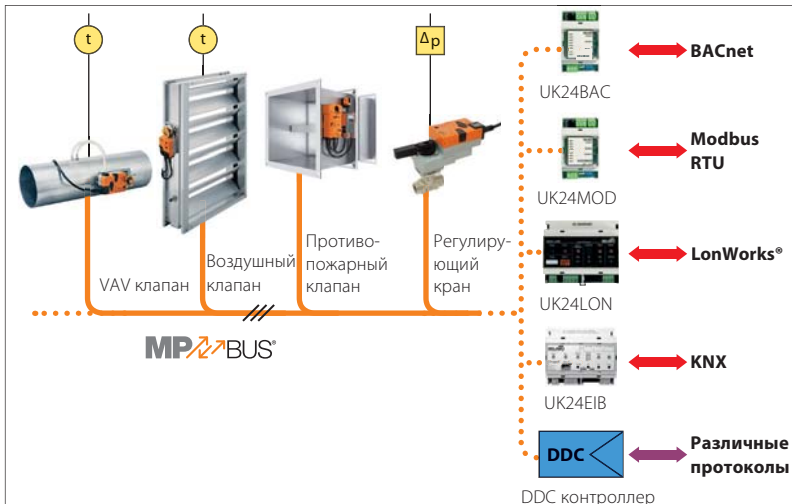 t
t
Δp
BACnet
UK24BAC
Modbus
RTU
UK24MOD
LonWorks®
UK24LON
KNX
UK24EIB
DDC
Различные
протоколы
DDC контроллер
VAV клапан
Воздушный
клапан
Противо-
пожарный
клапан
Регулиру-
ющий
кран
MP BUS®